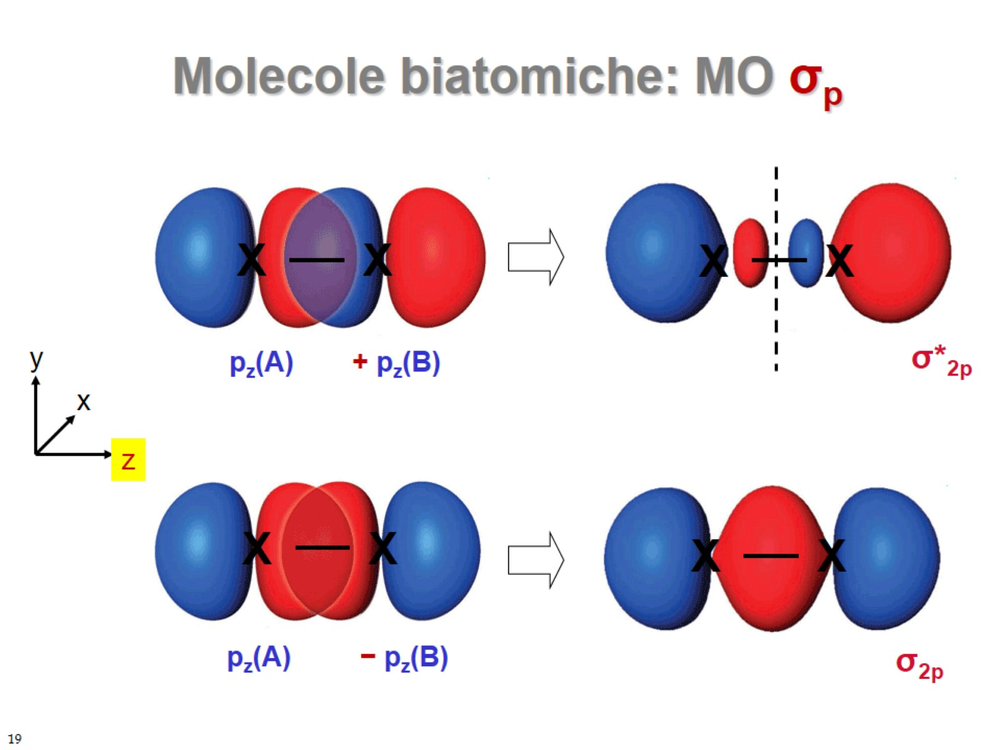 Molecole biatomiche: MO σp
X — X
X — X
pz(A) + pz(B)
σ*2p
y
x
z
X — X
X — X
pz(A) − pz(B)
σ2p
19